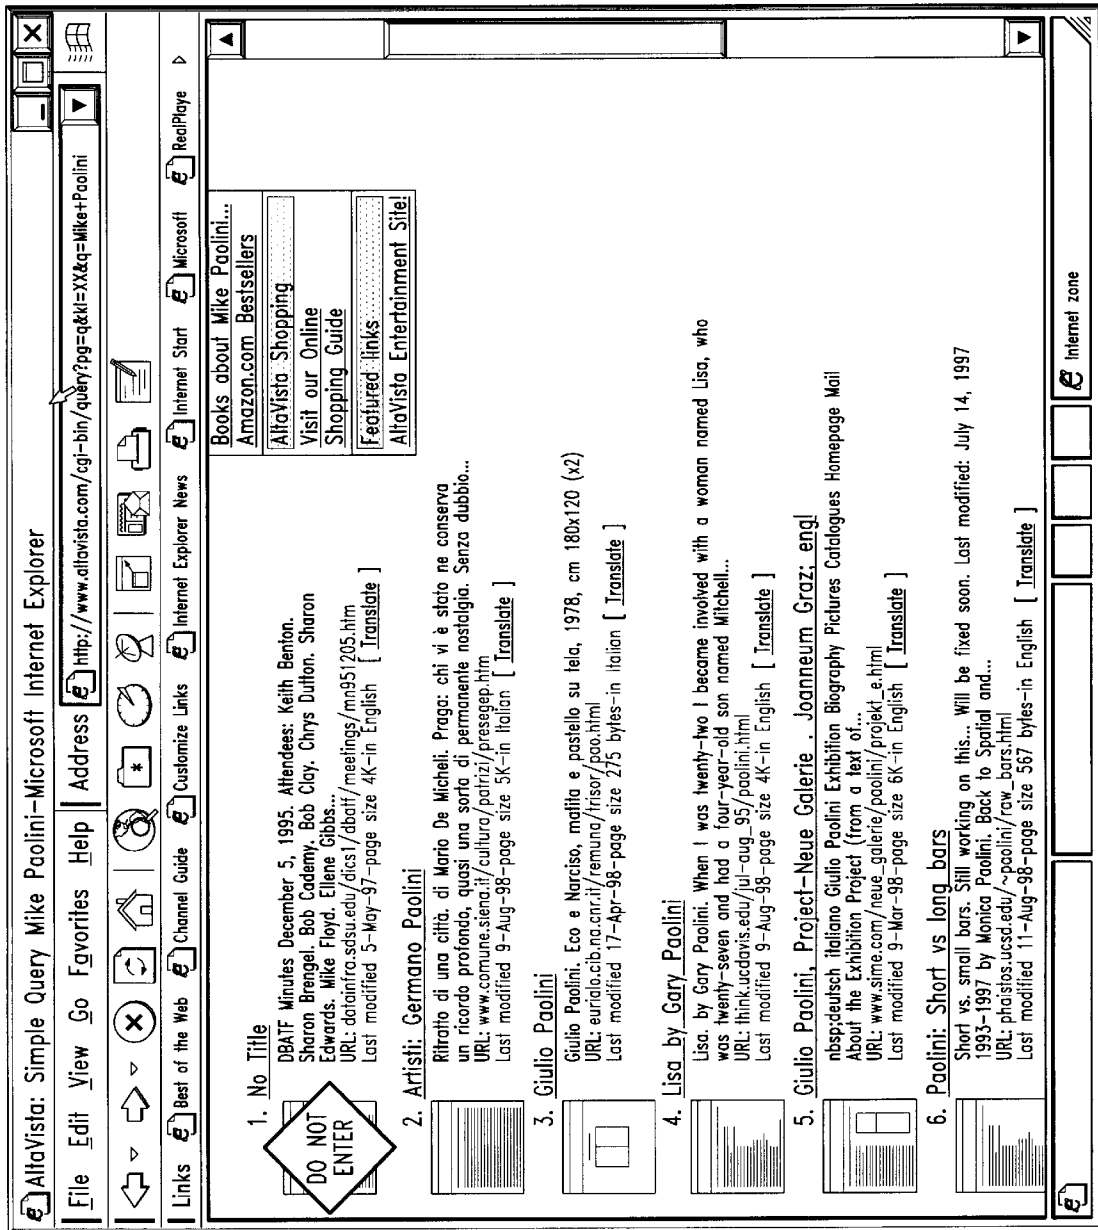 AltaVista: Simple Query Mike Paolini-Microsoft Internet Explorer
File Edit View Go Favorites Help Address http://www.altavista.com/cgi-bin/query?pg=q&kl=XX&q=Mike+Paolini
Links Best of the Web Channel Guide Customize Links Internet Explorer News Internet Start Microsoft RealPlaye
Books about Mike Paolini...
Amazon.com Bestsellers
AltaVista Shopping
Visit our Online
Shopping Guide
Featured links
AltaVista Entertainment Site!
1. No Title
DO NOT
ENTER
DBATF Minutes December 5, 1995. Attendees: Keith Benton.
Sharon Brengel. Bob Cademy. Bob Clay. Chrys Dutton. Sharon
Edwards. Mike Floyd. Ellene Gibbs...
URL: datainfra.sdsu.edu/dics1/dbatf/meetings/mn951205.htm
Last modified 5-May-97-page size 4K-in English [ Translate ]
2. Artisti: Germano Paolini
Ritratto di una città. di Mario De Micheli. Praga: chi vi è stato ne conserva
un ricordo profondo, quasi una sorta di permanente nostalgia. Senza dubbio...
URL: www.comune.siena.it/cultura/patrizi/presegep.htm
Last modified 9-Aug-98-page size 5K-in Italian [ Translate ]
3. Giulio Paolini
Giulio Paolini. Eco e Narciso, matita e pastello su tela, 1978, cm 180x120 (x2)
URL: eurialo.cib.na.cnr.it/remuna/trisor/pao.html
Last modified 17-Apr-98-page size 275 bytes-in Italian [ Translate ]
4. Lisa by Gary Paolini
Lisa. by Gary Paolini. When I was twenty-two I became involved with a woman named Lisa, who
was twenty-seven and had a four-year-old son named Mitchell...
URL: think.ucdavis.edu/jul-aug_95/paolini.html
Last modified 9-Aug-98-page size 4K-in English [ Translate ]
5. Giulio Paolini, Project-Neue Galerie . Joanneum Graz; engl
nbsp;deutsch italiano Giulio Paolini Exhibition Biography Pictures Catalogues Homepage Mail
About the Exhibition Project (from a text of...
URL: www.sime.com/neue_galerie/paolini/projekt_e.html
Last modified 9-Mar-98-page size 6K-in English [ Translate ]
6. Paolini: Short vs long bars
Short vs. small bars. Still working on this... Will be fixed soon. Last modified: July 14, 1997
1993-1997 by Monica Paolini. Back to Spatial and...
URL: phaistos.ucsd.edu/~paolini/raw_bars.html
Last modified 11-Aug-98-page size 567 bytes-in English [ Translate ]
Internet zone